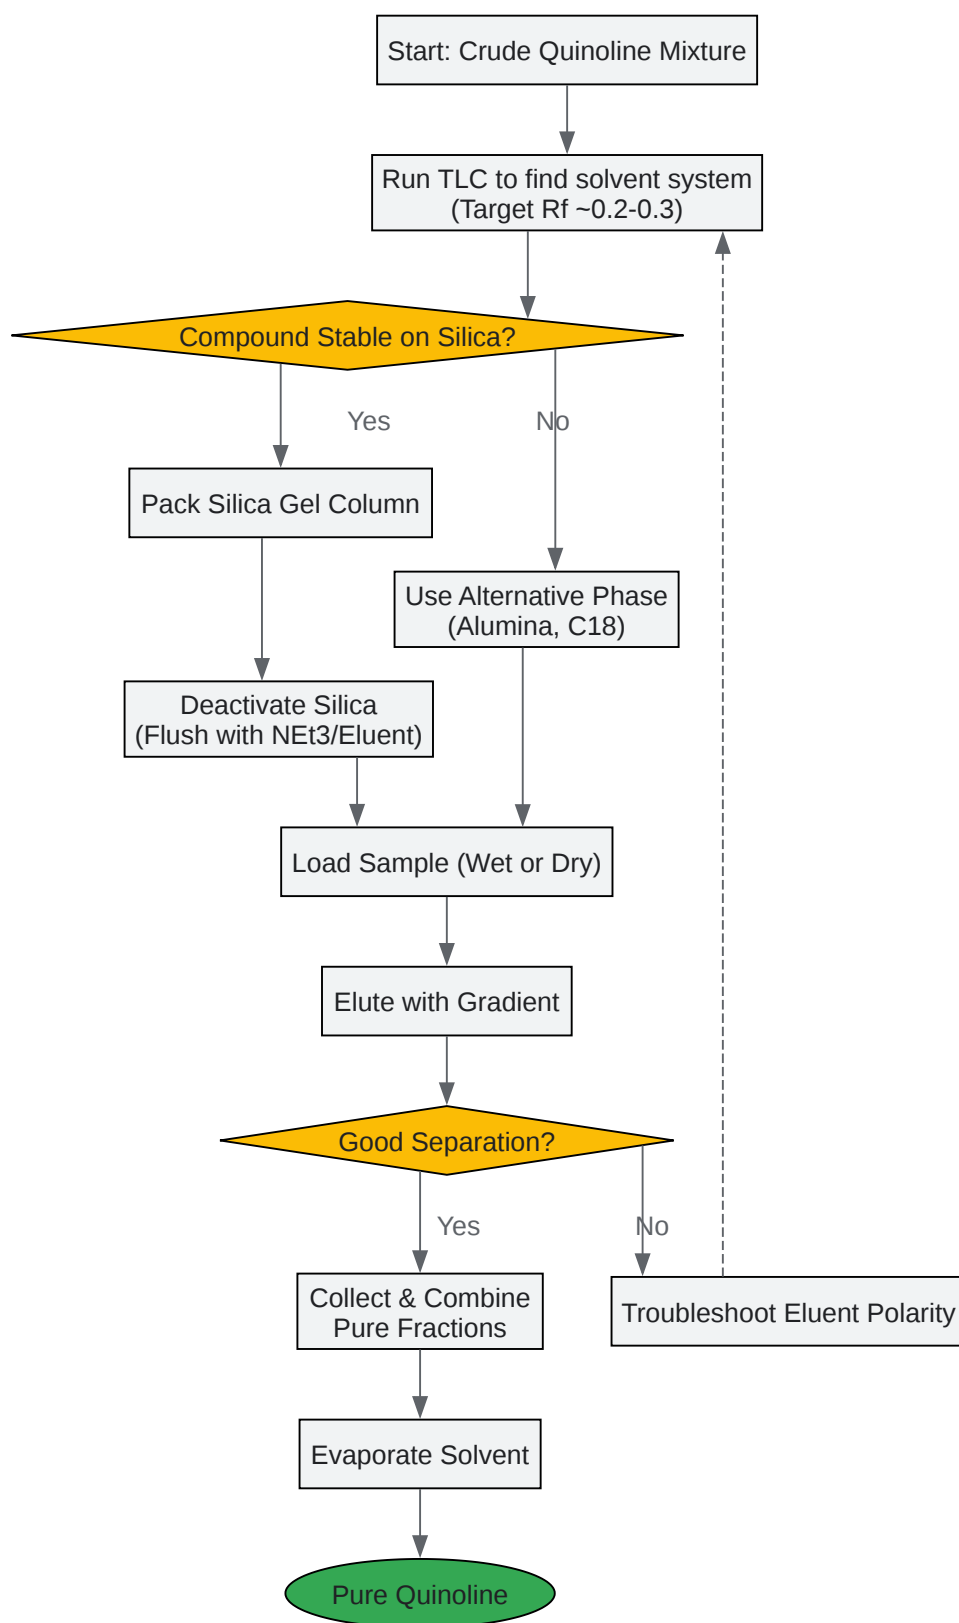 Start: Crude Quinoline Mixture
Run TLC to find solvent system
(Target Rf ~0.2-0.3)
Compound Stable on Silica?
Yes
No
Pack Silica Gel Column
Use Alternative Phase
(Alumina, C18)
Deactivate Silica
(Flush with NEt3/Eluent)
Load Sample (Wet or Dry)
Elute with Gradient
Good Separation?
Yes
No
Collect & Combine
Pure Fractions
Troubleshoot Eluent Polarity
Evaporate Solvent
Pure Quinoline